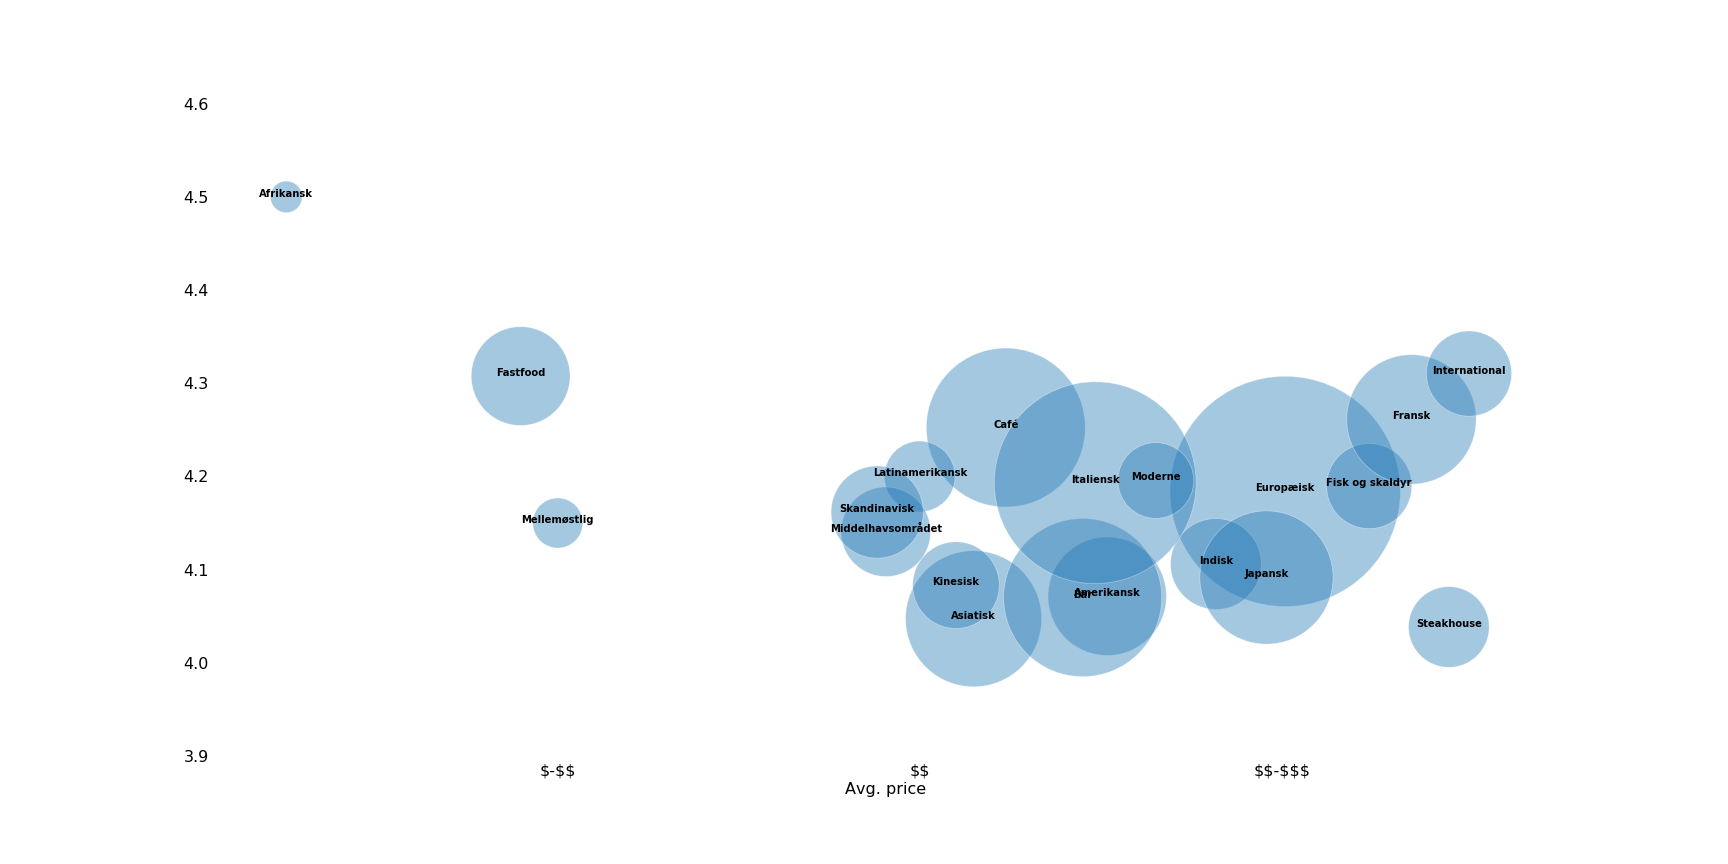 4.6
4.5
Afrikansk
4.4
4.3
Fastfood
International
Fransk
Café
4.2
Latinamerikansk
Italiensk
Moderne
Europæisk
Fisk og skaldyr
Skandinavisk
Middelhavsområdet
Mellemøstlig
4.1
Indisk
Japansk
Kinesisk
Bar
Amerikansk
Asiatisk
Steakhouse
4.0
3.9
$-$$
$$
$$-$$$
Avg. price